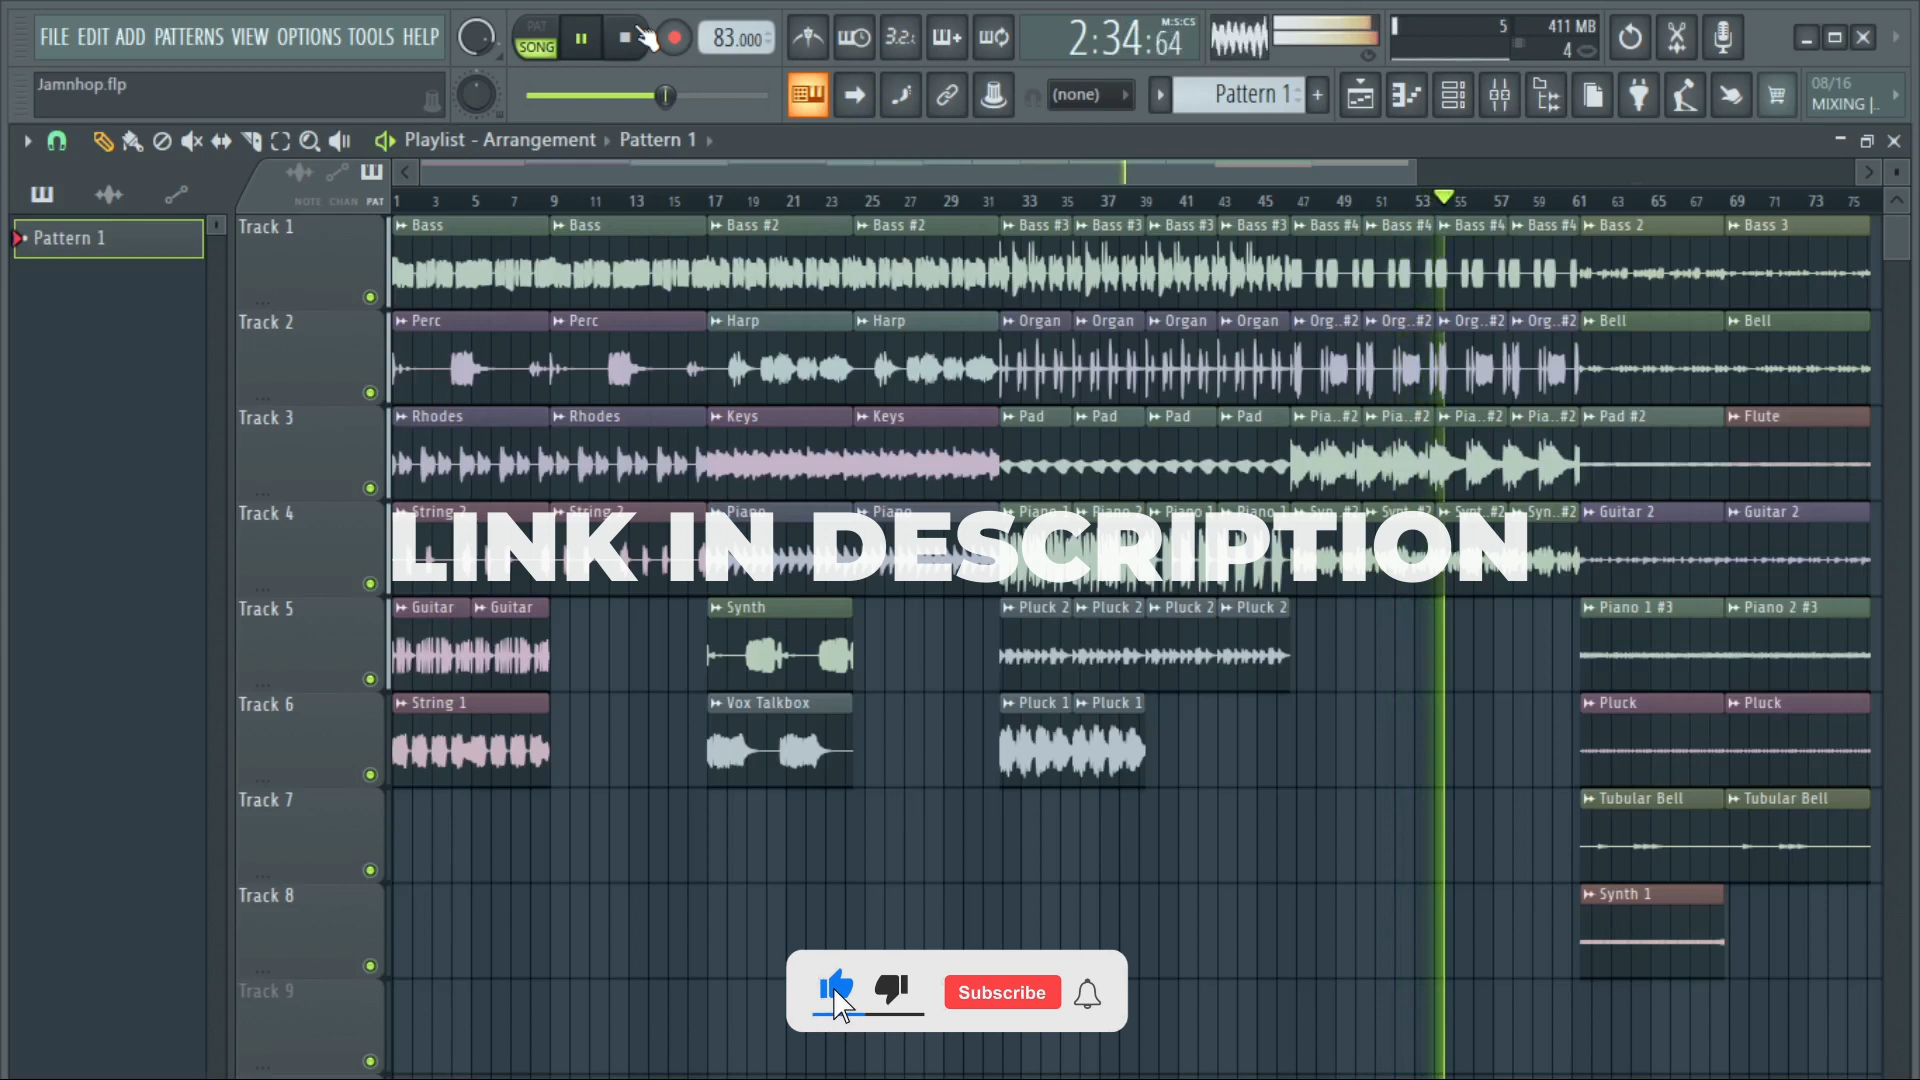 FILE EDIT ADD PATTERNS VIEW OPTIONS TOOLS HELP
PAT
SONG
83.000
3.2.
M:S:CS
2:34:64
5
411 MB
4
Jamnhop.flp
(none)
Pattern 1
+
08/16
MIXING |..
Playlist - Arrangement › Pattern 1 ›
NOTE CHAN PAT
1 3 5 7 9 11 13 15 17 19 21 23 25 27 29 31 33 35 37 39 41 43 45 47 49 51 53 55 57 59 61 63 65 67 69 71 73 75
Pattern 1
Track 1
Bass Bass Bass #2 Bass #2 Bass #3 Bass #3 Bass #3 Bass #3 Bass #4 Bass #4 Bass #4 Bass #4 Bass 2 Bass 3
Track 2
Perc Perc Harp Harp Organ Organ Organ Organ Org..#2 Org..#2 Org..#2 Org..#2 Bell Bell
Track 3
Rhodes Rhodes Keys Keys Pad Pad Pad Pad Pia..#2 Pia..#2 Pia..#2 Pia..#2 Pad #2 Flute
Track 4
String 2 String 2 Piano Piano Piano 1 Piano 2 Piano 1 Piano 1 Syn..#2 Synt..#2 Synt..#2 Syn..#2 Guitar 2 Guitar 2
LINK IN DESCRIPTION
Track 5
Guitar Guitar Synth Pluck 2 Pluck 2 Pluck 2 Pluck 2 Piano 1 #3 Piano 2 #3
Track 6
String 1 Vox Talkbox Pluck 1 Pluck 1 Pluck Pluck
Track 7
Tubular Bell Tubular Bell
Track 8
Synth 1
Track 9
Subscribe